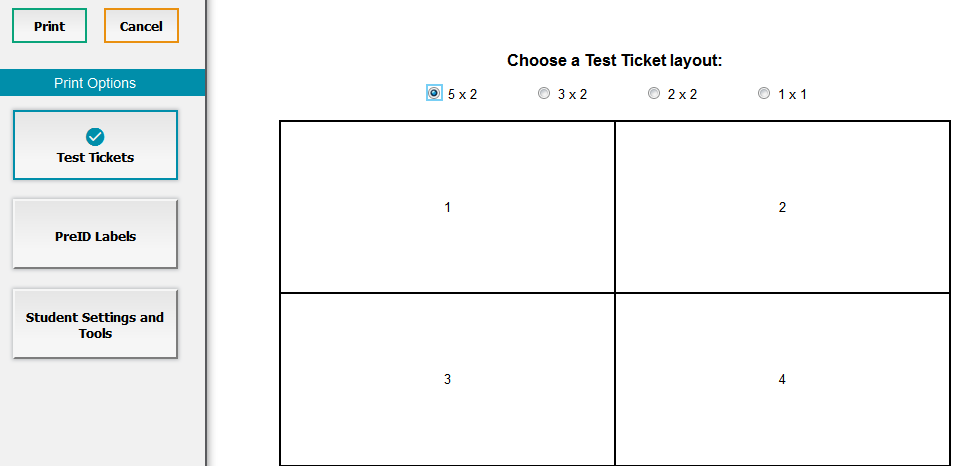 Print
Cancel
Print Options
Test Tickets
PreID Labels
Student Settings and
Tools
Choose a Test Ticket layout:
5 x 2
3 x 2
2 x 2
1 x 1
1
2
3
4